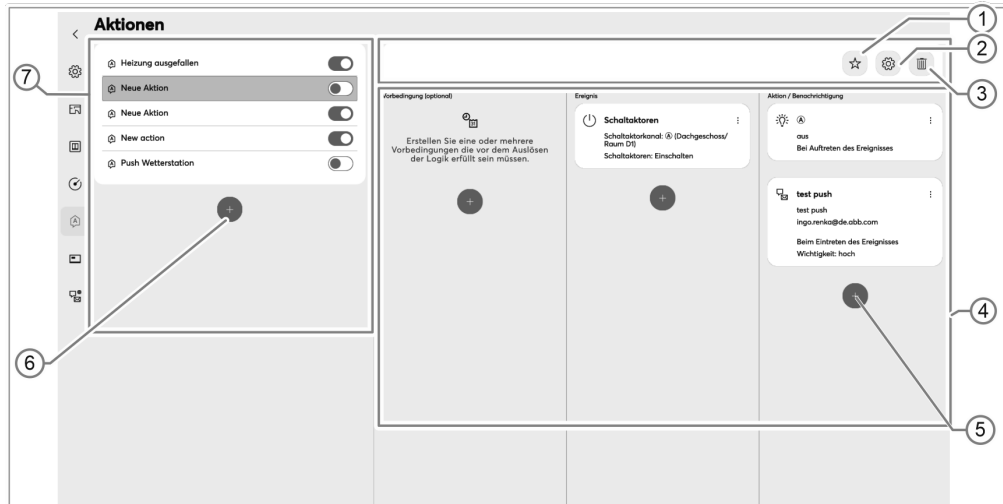 Aktionen
Heizung ausgefallen
Neue Aktion
Neue Aktion
New action
Push Wetterstation
Vorbedingung (optional)
Erstellen Sie eine oder mehrere
Vorbedingungen die vor dem Auslösen
der Logik erfüllt sein müssen.
Ereignis
Schaltaktoren
Schaltaktorkanal: Ⓐ (Dachgeschoss/
Raum D1)
Schaltaktoren: Einschalten
Aktion / Benachrichtigung
Ⓐ
aus
Bei Auftreten des Ereignisses
test push
test push
ingo.renka@de.abb.com
Beim Eintreten des Ereignisses
Wichtigkeit: hoch
1
2
3
4
5
6
7